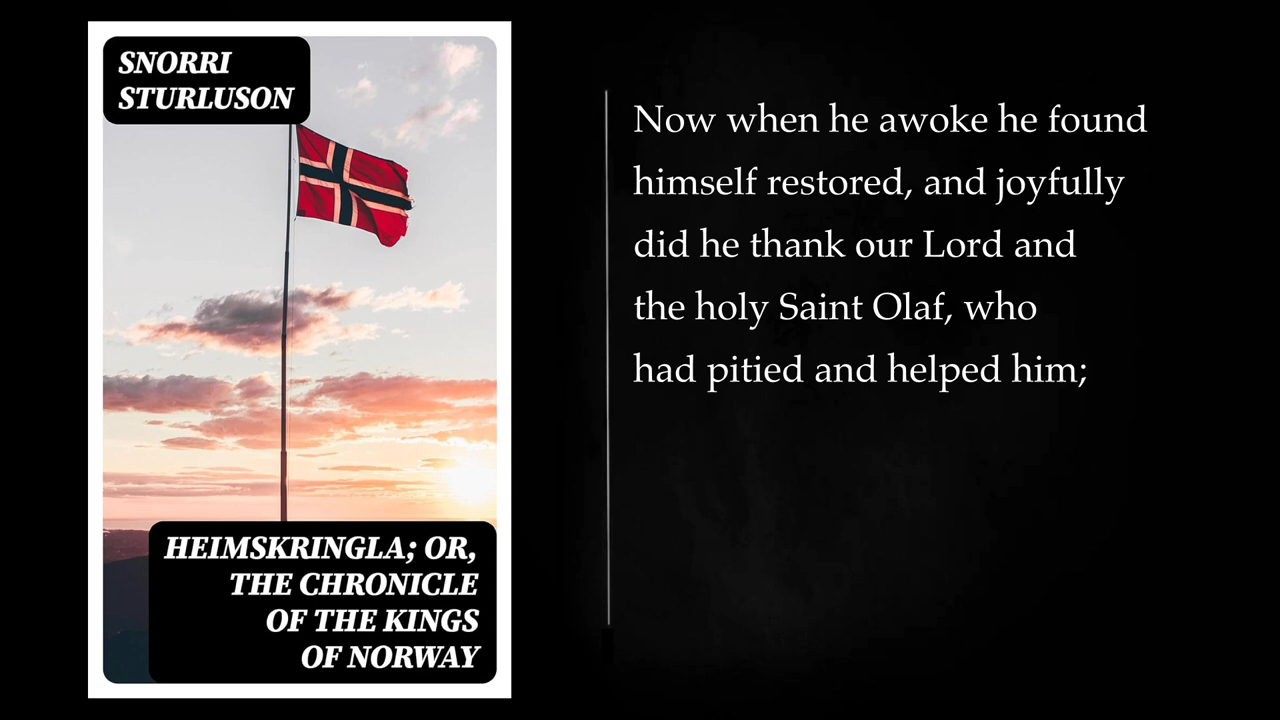 SNORRI
STURLUSON
HEIMSKRINGLA; OR,
THE CHRONICLE
OF THE KINGS
OF NORWAY
Now when he awoke he found
himself restored, and joyfully
did he thank our Lord and
the holy Saint Olaf, who
had pitied and helped him;